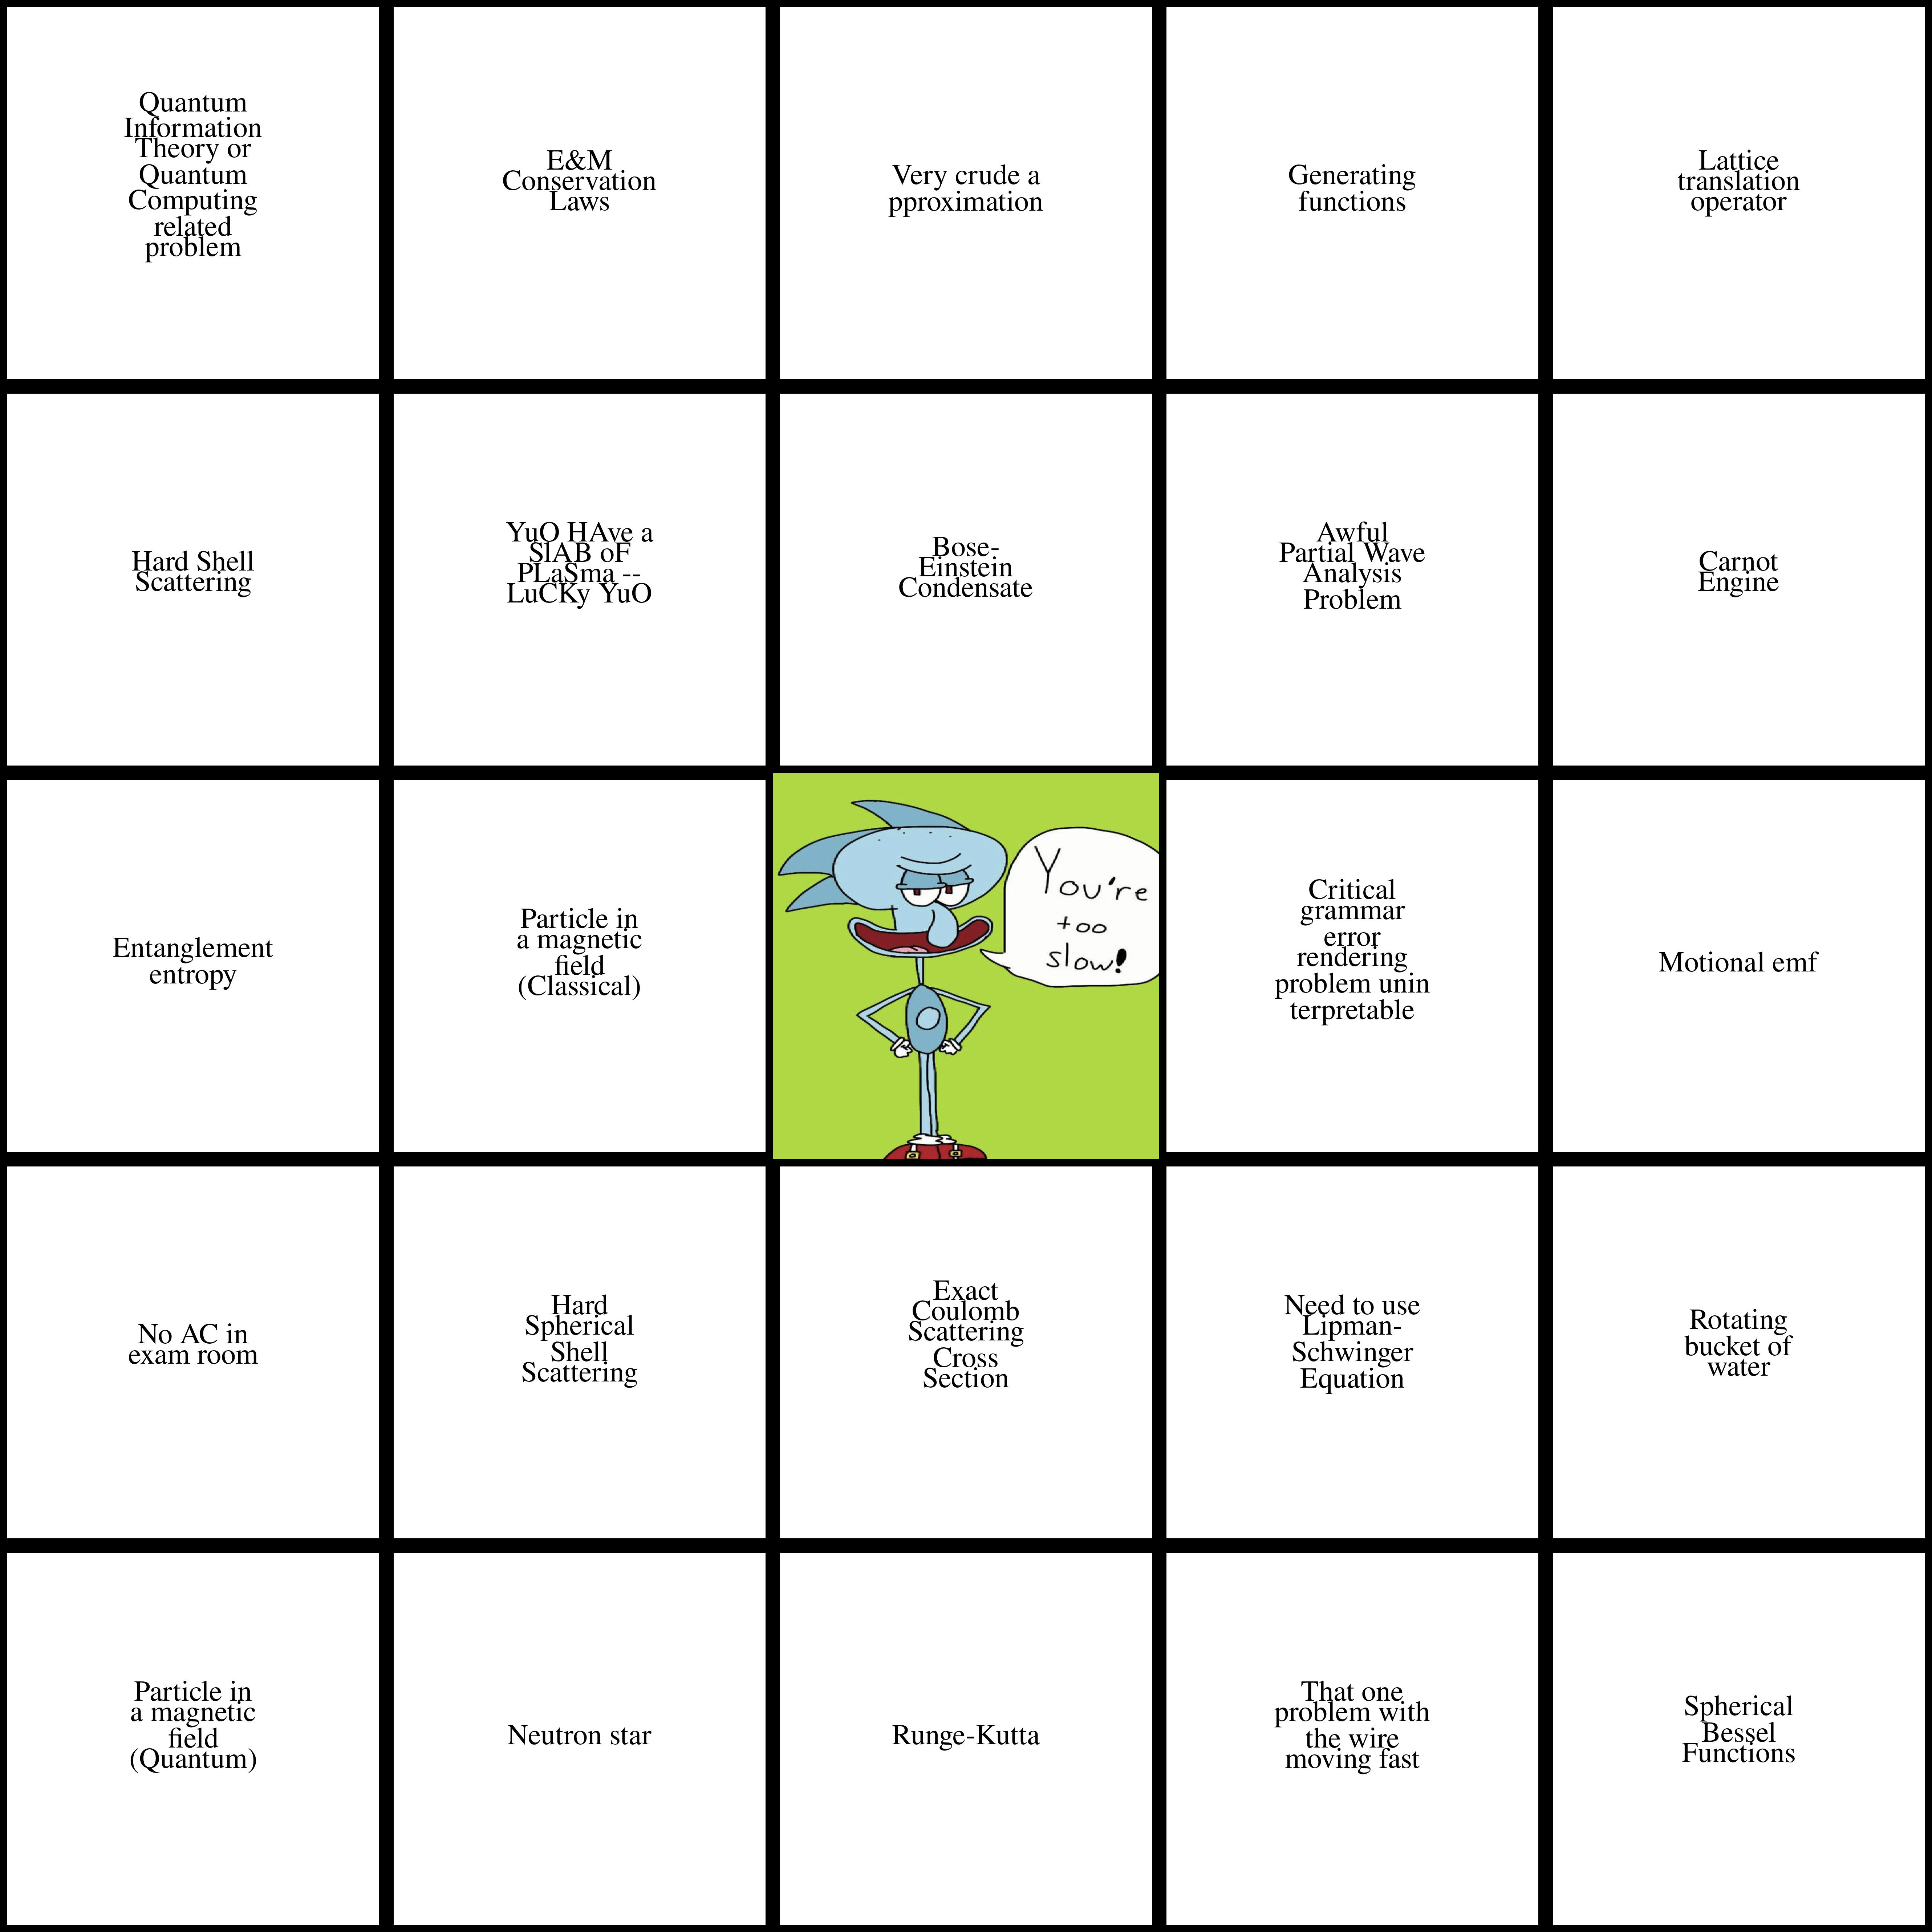 Quantum
Information
Theory or
Quantum
Computing
related
problem
E&M
Conservation
Laws
Very crude a
pproximation
Generating
functions
Lattice
translation
operator
Hard Shell
Scattering
YuO HAve a
SlAB oF
PLaSma --
LuCKy YuO
Bose-
Einstein
Condensate
Awful
Partial Wave
Analysis
Problem
Carnot
Engine
Entanglement
entropy
Particle in
a magnetic
field
(Classical)
You're
too
slow!
Critical
grammar
error
rendering
problem unin
terpretable
Motional emf
No AC in
exam room
Hard
Spherical
Shell
Scattering
Exact
Coulomb
Scattering
Cross
Section
Need to use
Lipman-
Schwinger
Equation
Rotating
bucket of
water
Particle in
a magnetic
field
(Quantum)
Neutron star
Runge-Kutta
That one
problem with
the wire
moving fast
Spherical
Bessel
Functions